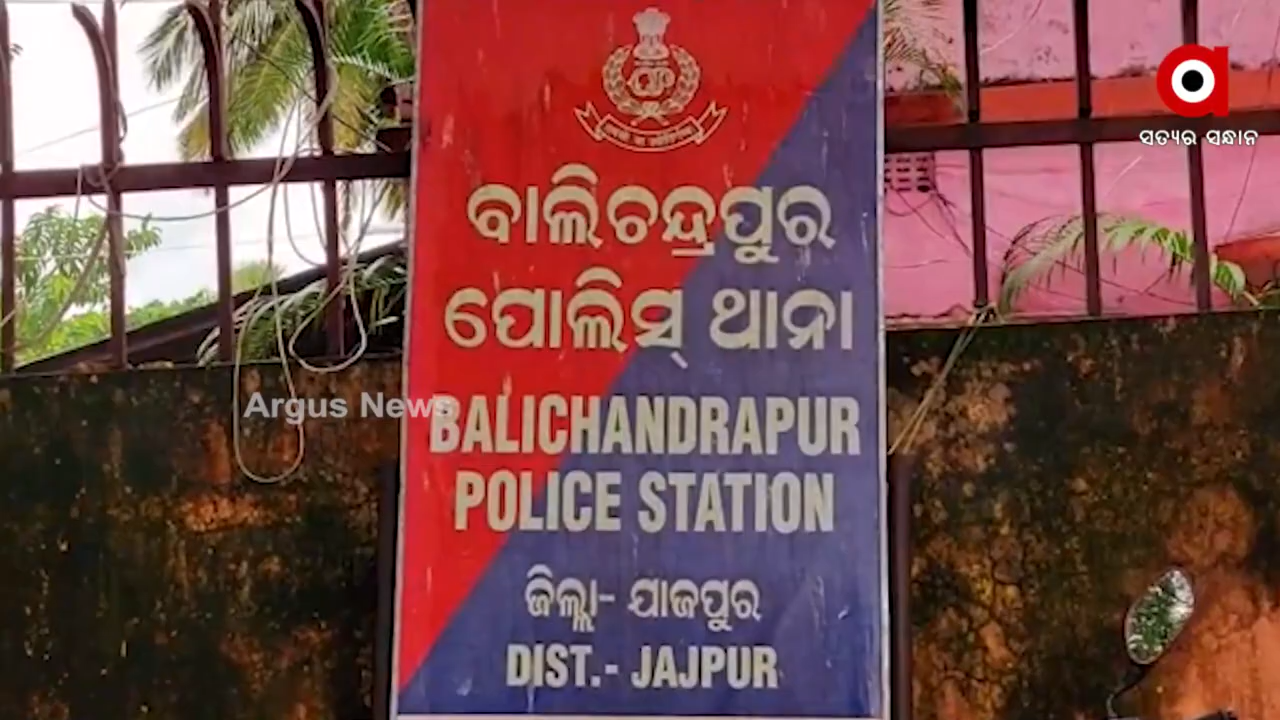 ସତ୍ୟର ସନ୍ଧାନ
ବାଲିଚନ୍ଦ୍ରପୁର
ପୋଲିସ୍ ଥାନା
Argus News
BALICHANDRAPUR
POLICE STATION
ଜିଲ୍ଲା- ଯାଜପୁର
DIST.- JAJPUR